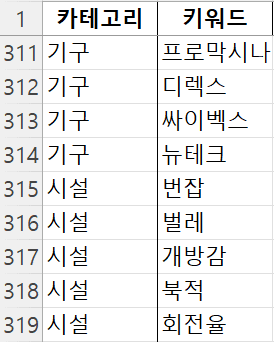 1 카테고리 키워드
311 기구 프로막시나
312 기구 디렉스
313 기구 싸이벡스
314 기구 뉴테크
315 시설 번잡
316 시설 벌레
317 시설 개방감
318 시설 북적
319 시설 회전율